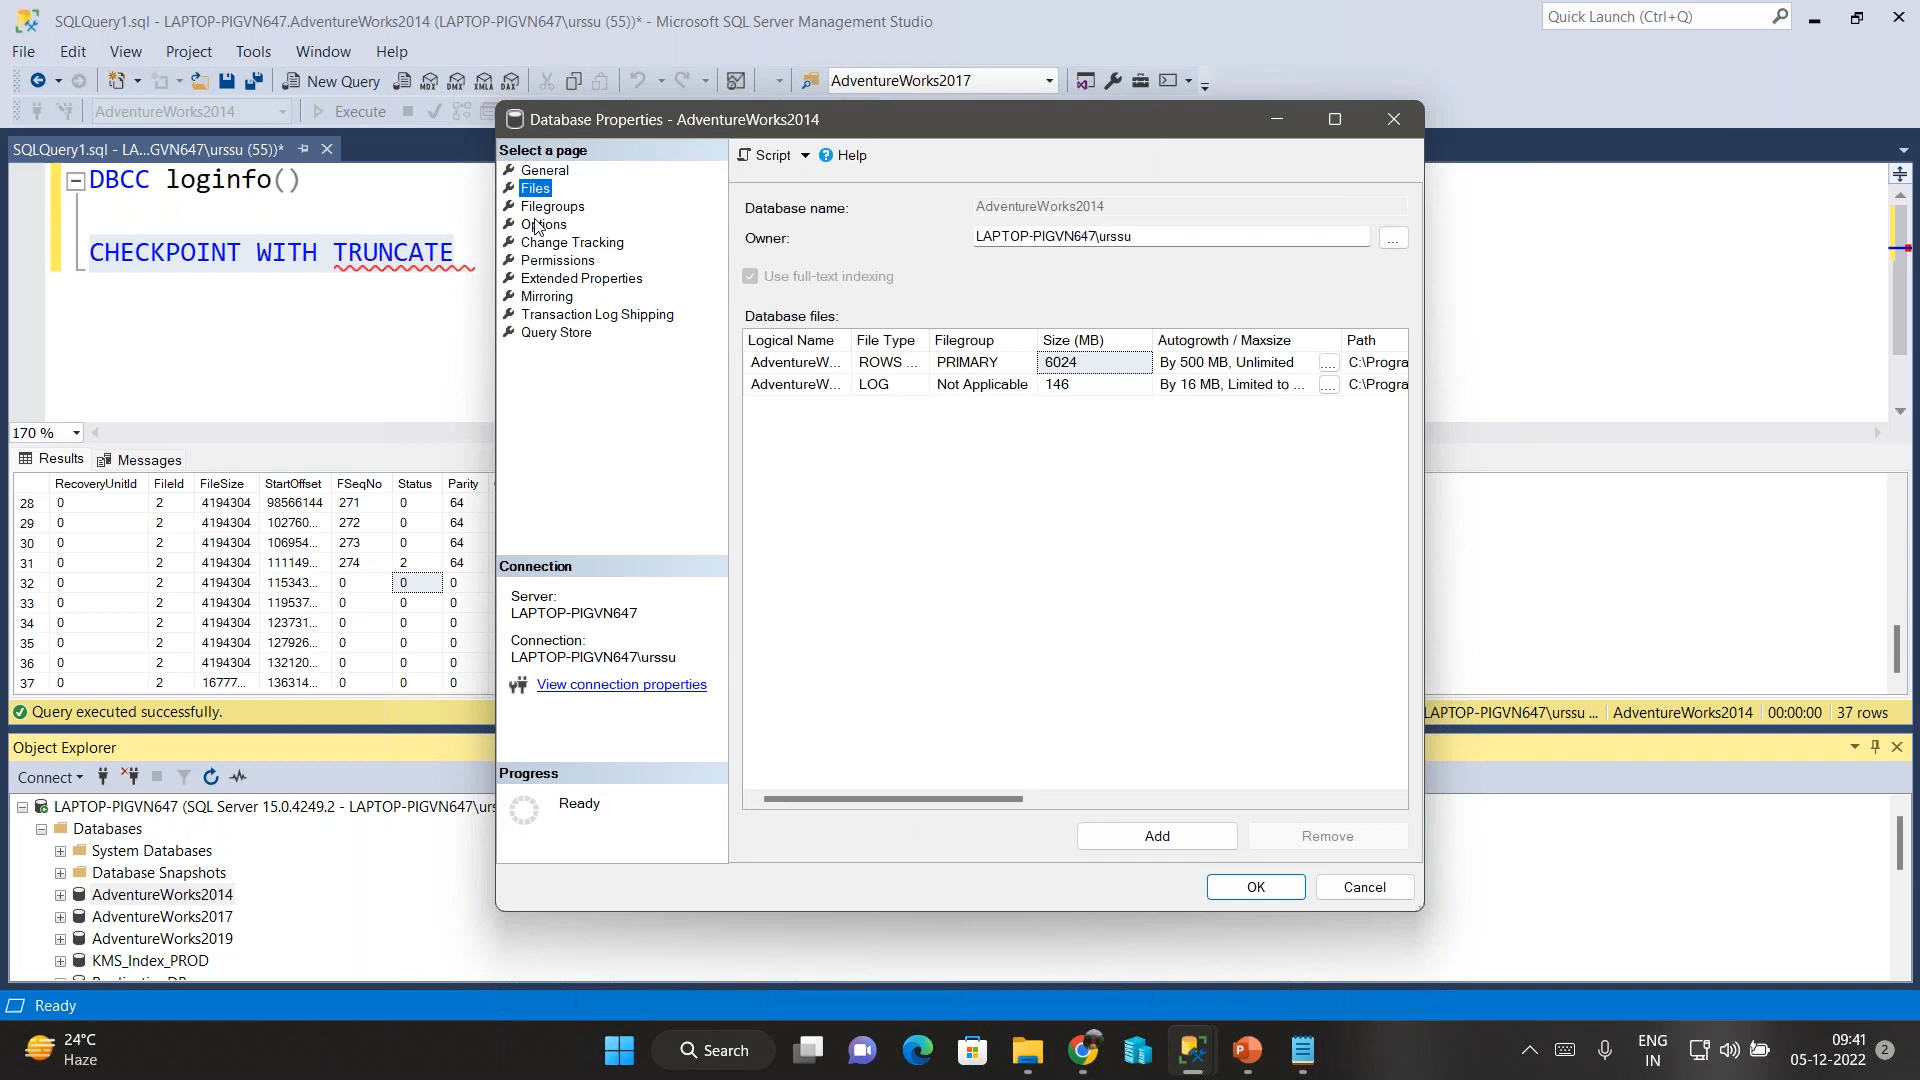 SQLQuery1.sql - LAPTOP-PIGVN647.AdventureWorks2014 (LAPTOP-PIGVN647\urssu (55))* - Microsoft SQL Server Management Studio
Quick Launch (Ctrl+Q)
File Edit View Project Tools Window Help
New Query MDX DMX XMLA DAX AdventureWorks2017
AdventureWorks2014 Execute
SQLQuery1.sql - LA...GVN647\urssu (55))*
DBCC loginfo()
CHECKPOINT WITH TRUNCATE
170 %
Results Messages
RecoveryUnitId FileId FileSize StartOffset FSeqNo Status Parity
28 0 2 4194304 98566144 271 0 64
29 0 2 4194304 102760... 272 0 64
30 0 2 4194304 106954... 273 0 64
31 0 2 4194304 111149... 274 2 64
32 0 2 4194304 115343... 0 0 0
33 0 2 4194304 119537... 0 0 0
34 0 2 4194304 123731... 0 0 0
35 0 2 4194304 127926... 0 0 0
36 0 2 4194304 132120... 0 0 0
37 0 2 16777... 136314... 0 0 0
Query executed successfully.
LAPTOP-PIGVN647\urssu ... AdventureWorks2014 00:00:00 37 rows
Database Properties - AdventureWorks2014
Select a page
General
Files
Filegroups
Options
Change Tracking
Permissions
Extended Properties
Mirroring
Transaction Log Shipping
Query Store
Connection
Server:
LAPTOP-PIGVN647
Connection:
LAPTOP-PIGVN647\urssu
View connection properties
Progress
Ready
Script Help
Database name: AdventureWorks2014
Owner: LAPTOP-PIGVN647\urssu ...
Use full-text indexing
Database files:
Logical Name File Type Filegroup Size (MB) Autogrowth / Maxsize Path
AdventureW... ROWS ... PRIMARY 6024 By 500 MB, Unlimited .... C:\Progra
AdventureW... LOG Not Applicable 146 By 16 MB, Limited to ... .... C:\Progra
Add Remove
OK Cancel
Object Explorer
Connect
LAPTOP-PIGVN647 (SQL Server 15.0.4249.2 - LAPTOP-PIGVN647\urs
Databases
System Databases
Database Snapshots
AdventureWorks2014
AdventureWorks2017
AdventureWorks2019
KMS_Index_PROD
Ready
24°C
Haze
Search
ENG
IN
09:41
05-12-2022
2